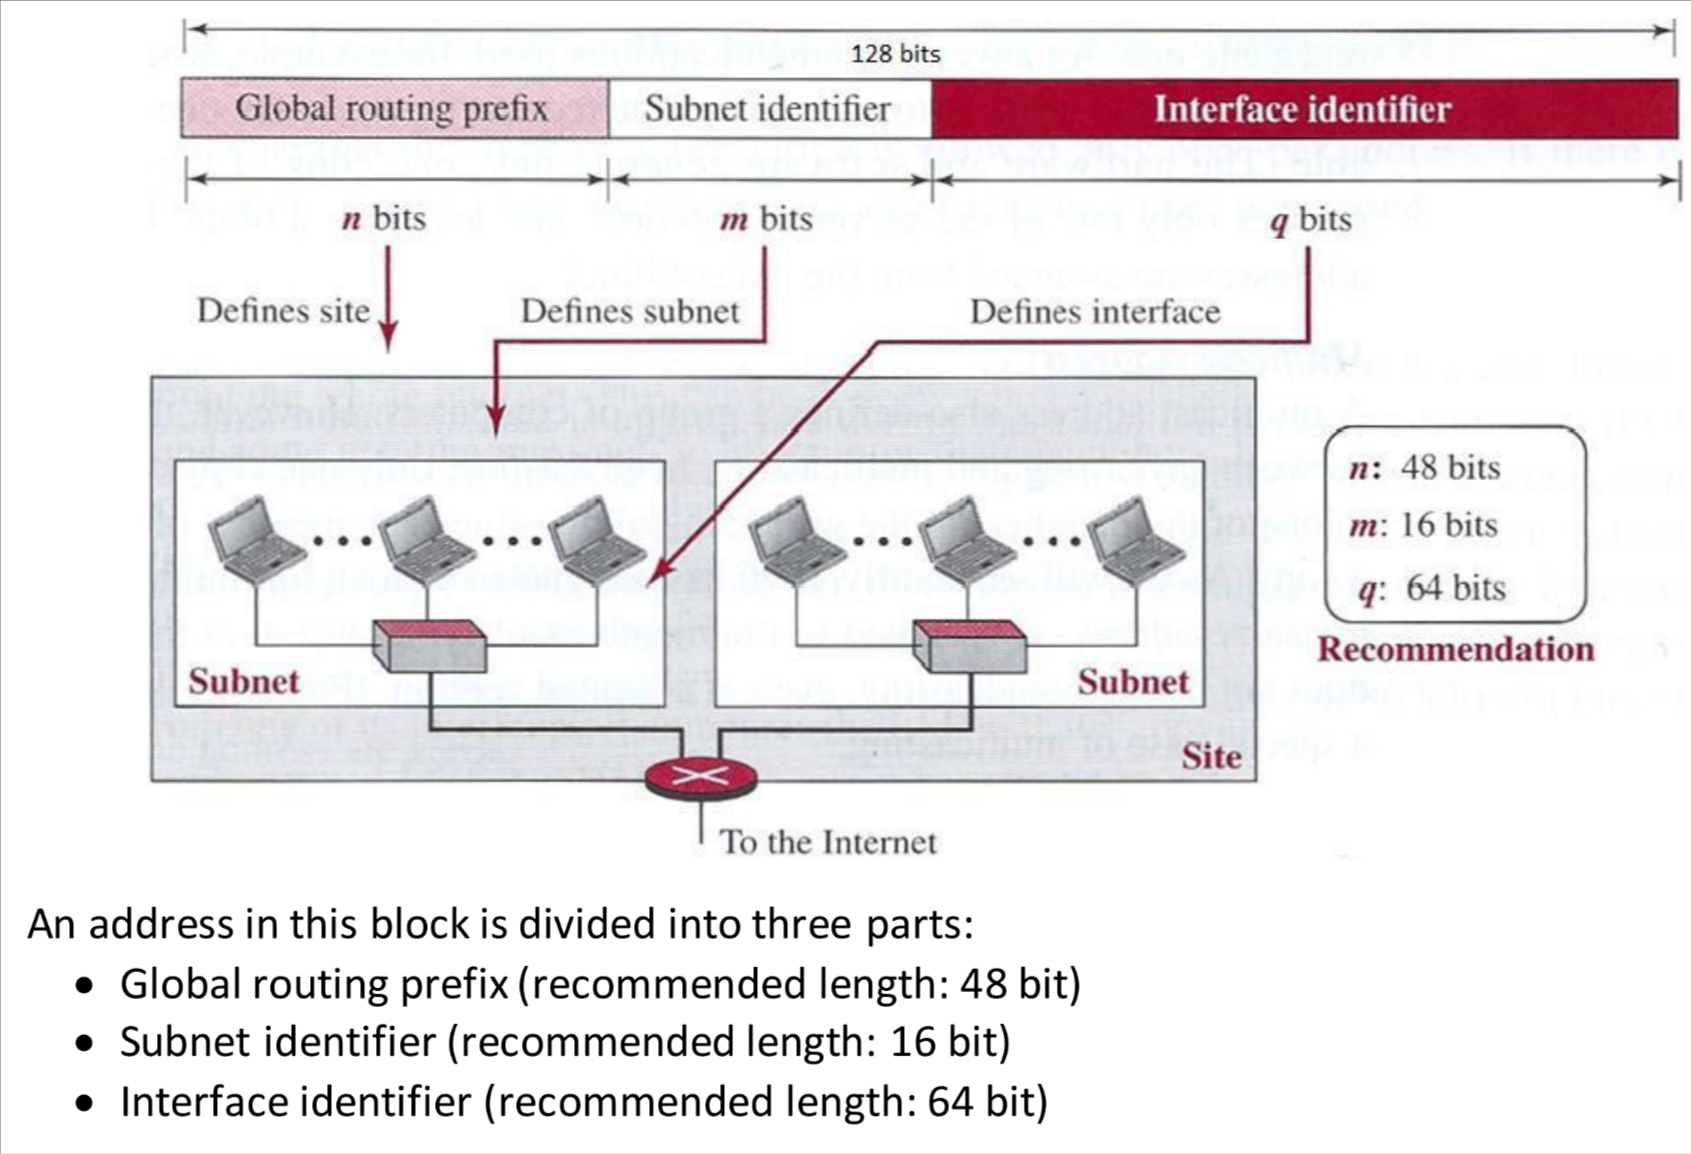 128 bits
Global routing prefix Subnet identifier Interface identifier
n bits m bits q bits
Defines site Defines subnet Defines interface
n: 48 bits
m: 16 bits
q: 64 bits
Recommendation
Subnet Subnet
Site
To the Internet
An address in this block is divided into three parts:
• Global routing prefix (recommended length: 48 bit)
• Subnet identifier (recommended length: 16 bit)
• Interface identifier (recommended length: 64 bit)